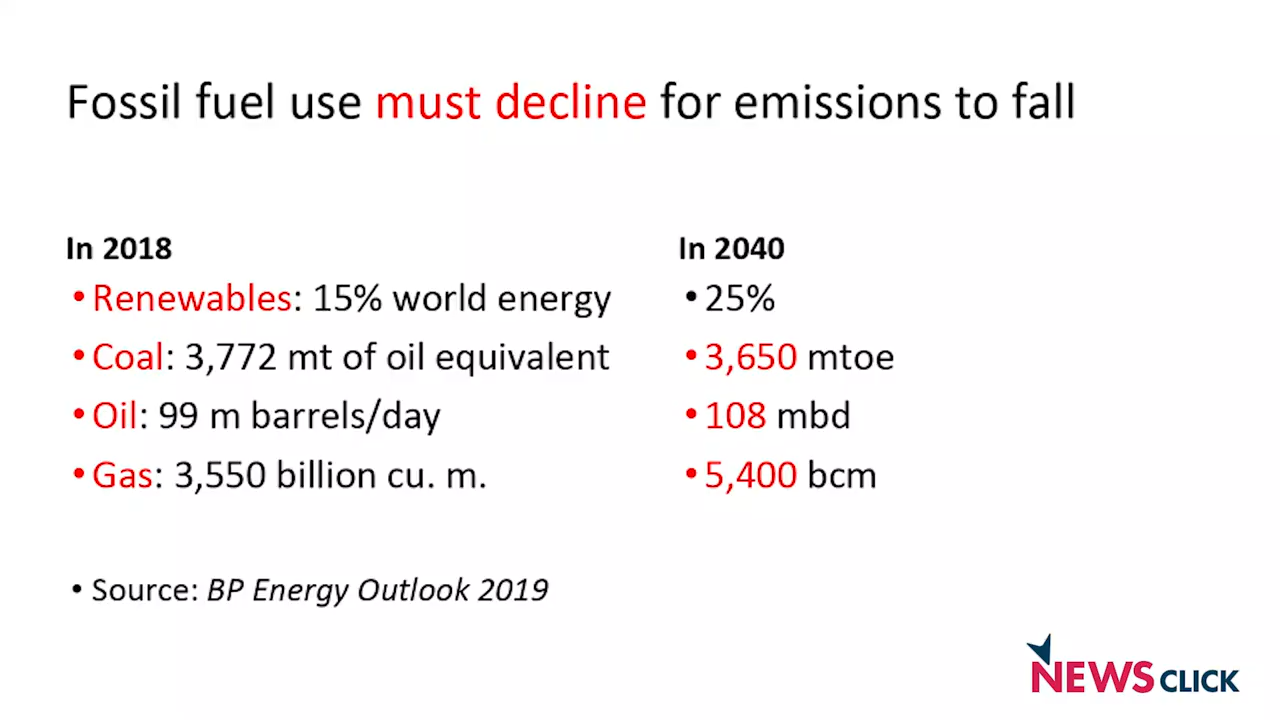 Fossil fuel use must decline for emissions to fall
In 2018
• Renewables: 15% world energy
• Coal: 3,772 mt of oil equivalent
• Oil: 99 m barrels/day
• Gas: 3,550 billion cu. m.
In 2040
• 25%
• 3,650 mtoe
• 108 mbd
• 5,400 bcm
• Source: BP Energy Outlook 2019
NEWSCLICK